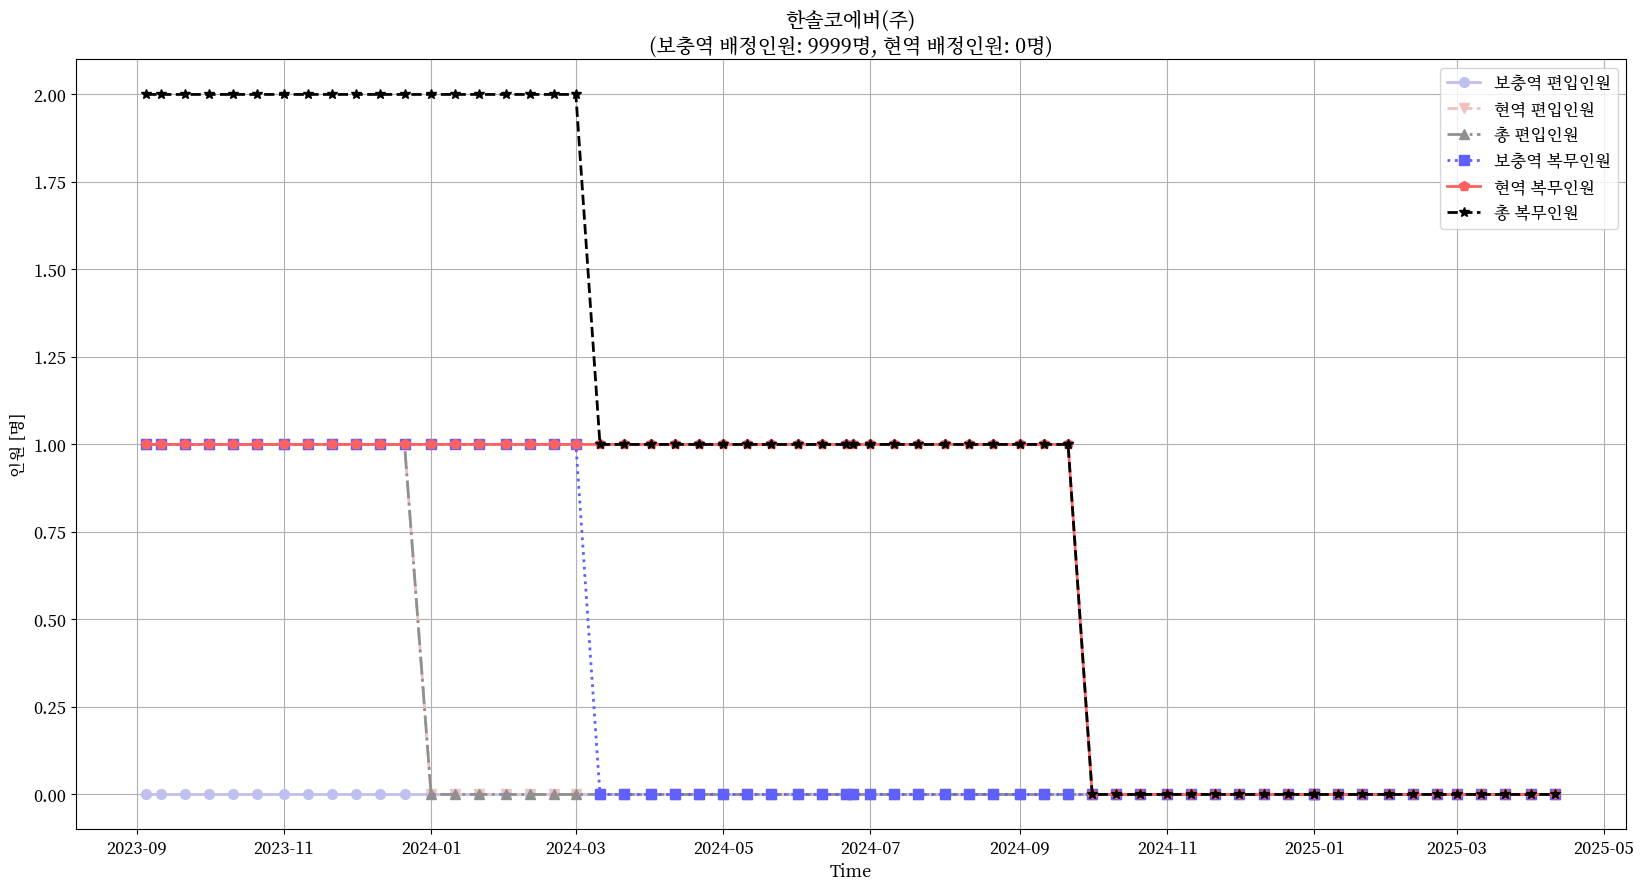 한솔코에버(주)
(보충역 배정인원: 9999명, 현역 배정인원: 0명)
보충역 편입인원
현역 편입인원
총 편입인원
보충역 복무인원
현역 복무인원
총 복무인원
인원 [명]
2.00
1.75
1.50
1.25
1.00
0.75
0.50
0.25
0.00
2023-09 2023-11 2024-01 2024-03 2024-05 2024-07 2024-09 2024-11 2025-01 2025-03 2025-05
Time